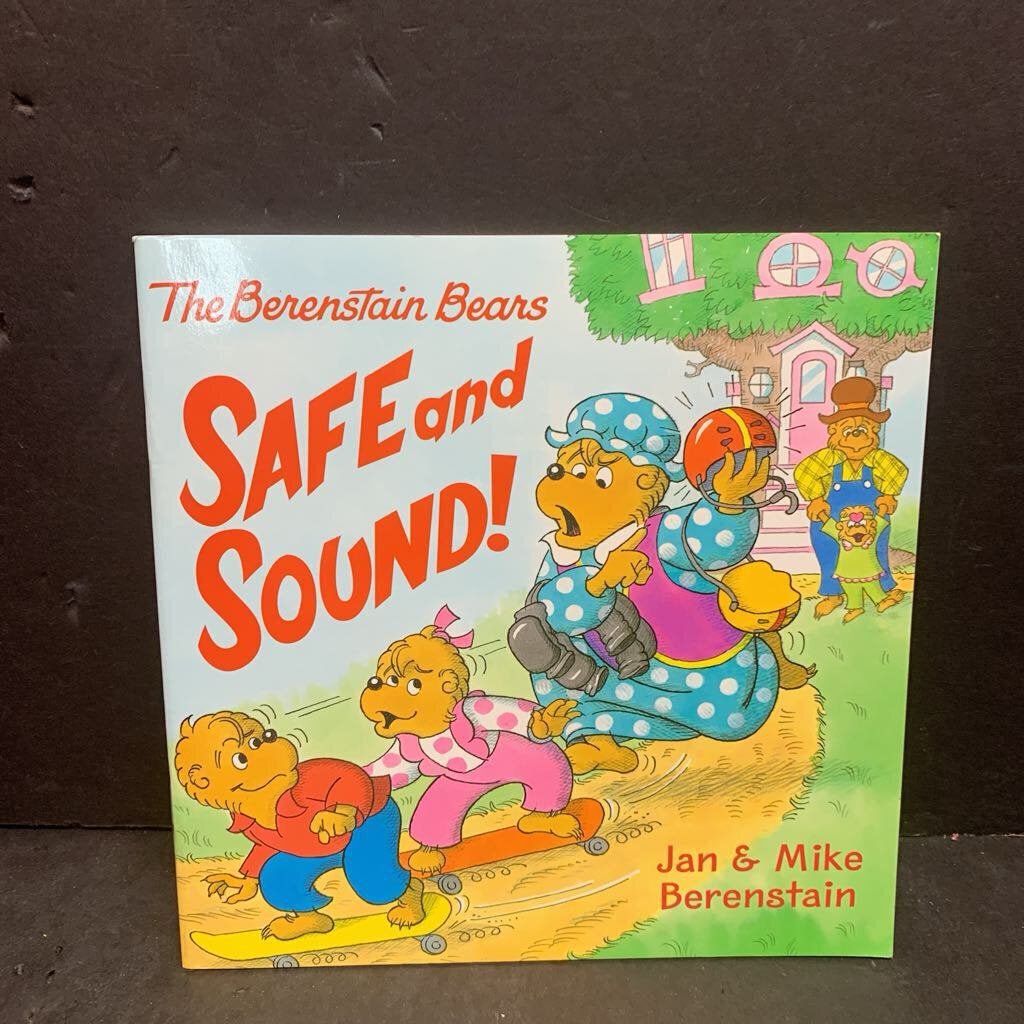 The Berenstain Bears
SAFE and
SOUND!
Jan & Mike
Berenstain